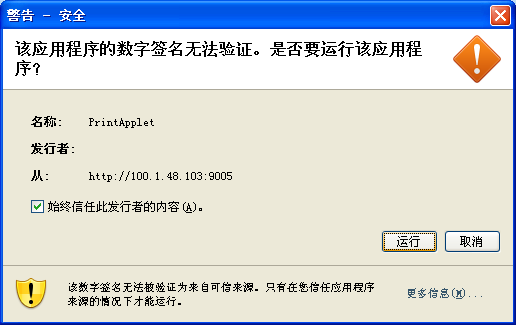 警告 - 安全
该应用程序的数字签名无法验证。是否要运行该应用程
序？
名称: PrintApplet
发行者:
从: http://100.1.48.103:9005
始终信任此发行者的内容(A)。
运行 取消
该数字签名无法被验证为来自可信来源。只有在您信任应用程序
来源的情况下才能运行。
更多信息(M)...